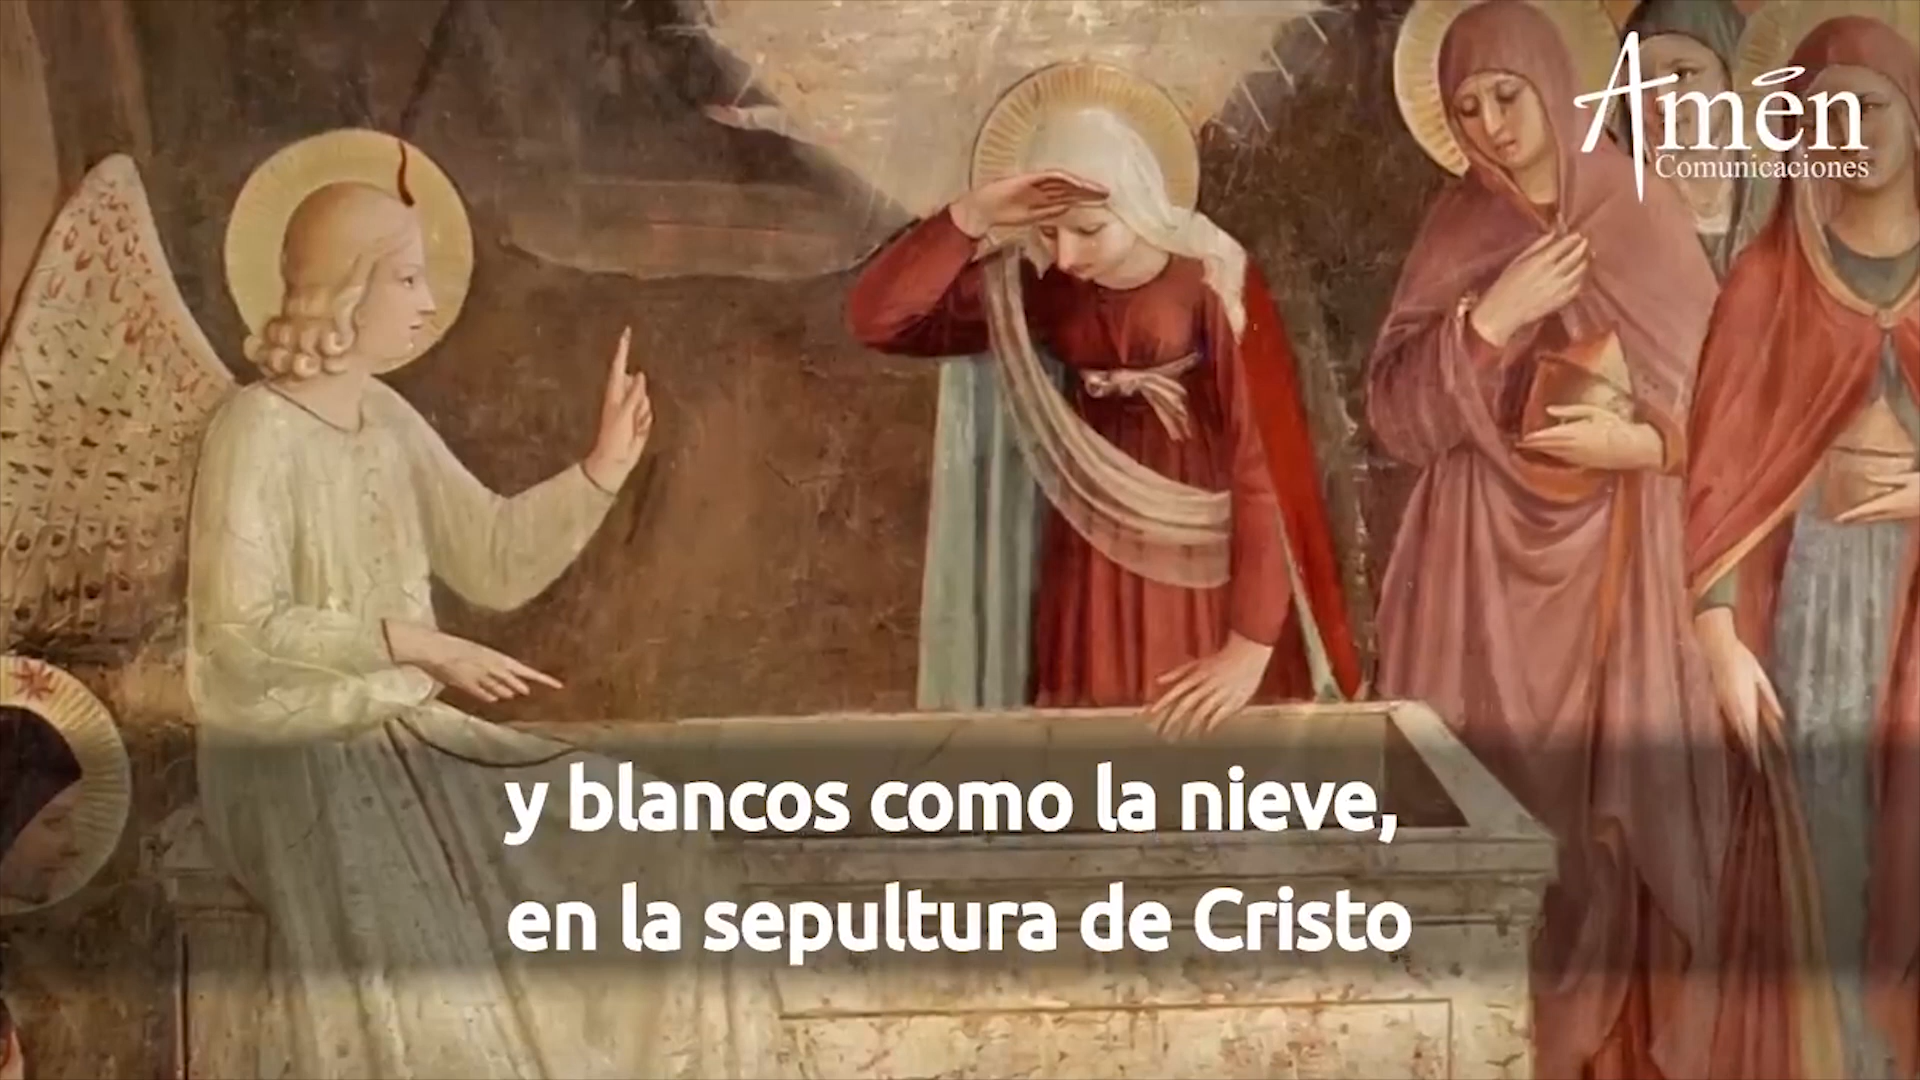 Amén
Comunicaciones
y blancos como la nieve,
en la sepultura de Cristo